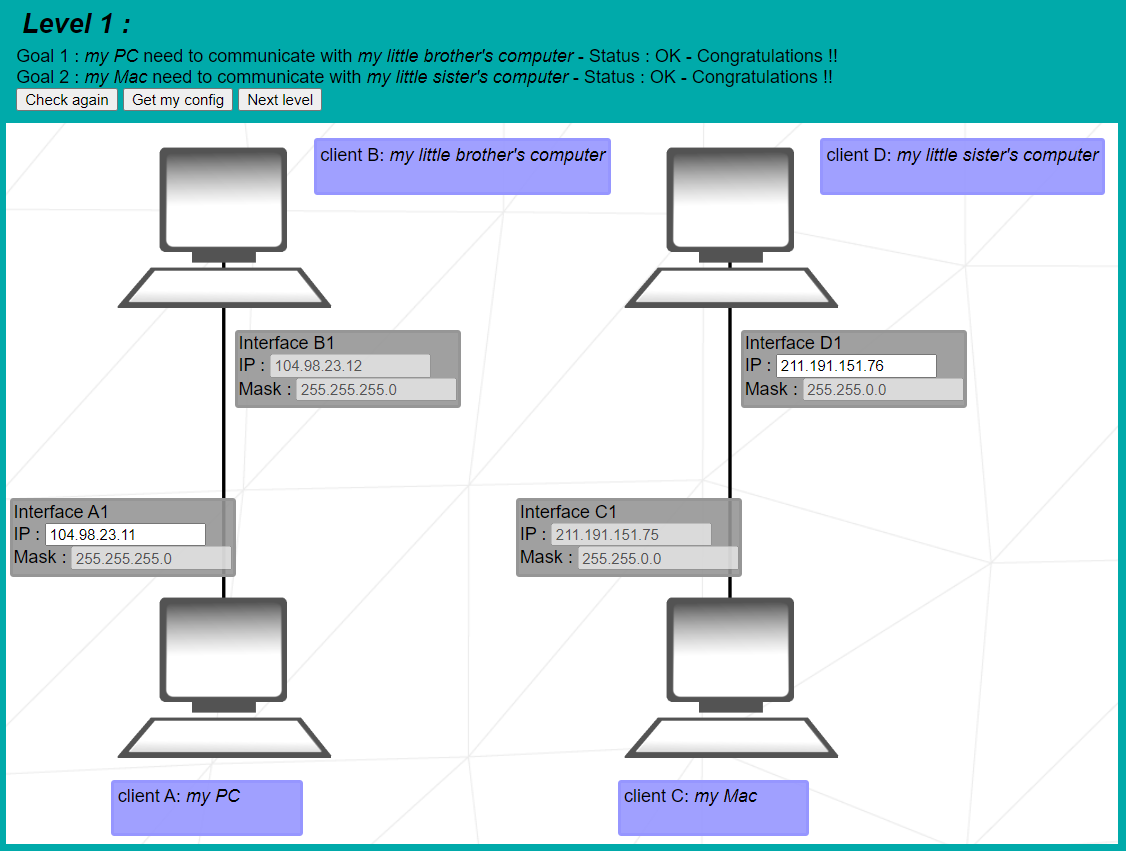 Level 1 :
Goal 1 : my PC need to communicate with my little brother's computer - Status : OK - Congratulations !!
Goal 2 : my Mac need to communicate with my little sister's computer - Status : OK - Congratulations !!
Check again Get my config Next level
client B: my little brother's computer
client D: my little sister's computer
Interface B1
IP : 104.98.23.12
Mask : 255.255.255.0
Interface D1
IP : 211.191.151.76
Mask : 255.255.0.0
Interface A1
IP : 104.98.23.11
Mask : 255.255.255.0
Interface C1
IP : 211.191.151.75
Mask : 255.255.0.0
client A: my PC
client C: my Mac